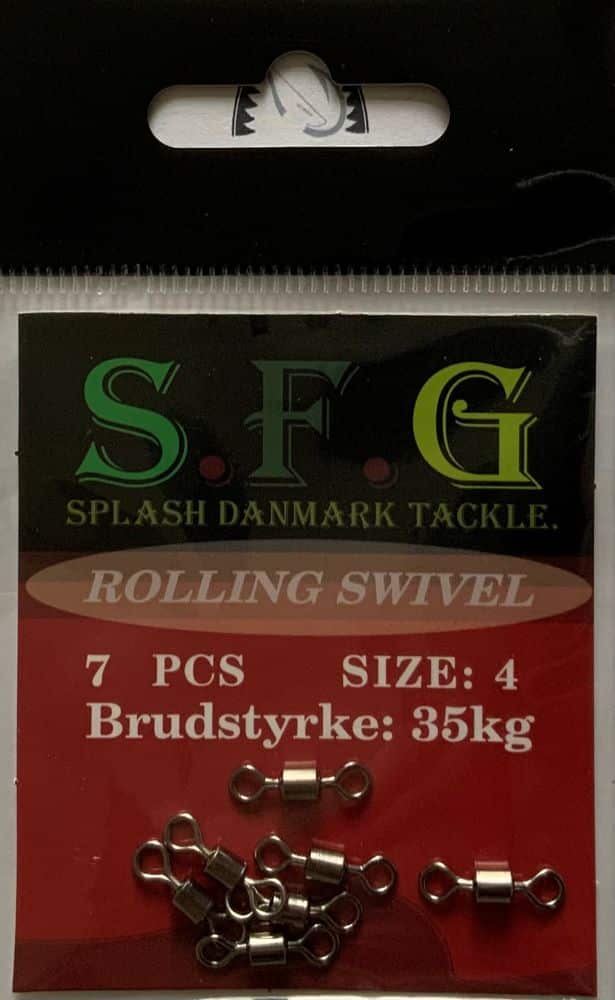 S.F.G
SPLASH DANMARK TACKLE.
ROLLING SWIVEL
7 PCS SIZE: 4
Brudstyrke: 35kg